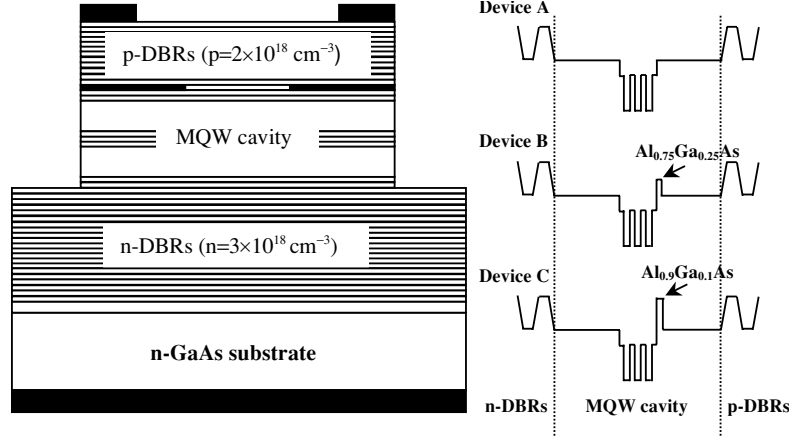 p-DBRs (p=2×10¹⁸ cm⁻³)
MQW cavity
n-DBRs (n=3×10¹⁸ cm⁻³)
n-GaAs substrate
Device A
Device B
Al₀.₇₅Ga₀.₂₅As
Device C
Al₀.₉Ga₀.₁As
n-DBRs MQW cavity p-DBRs